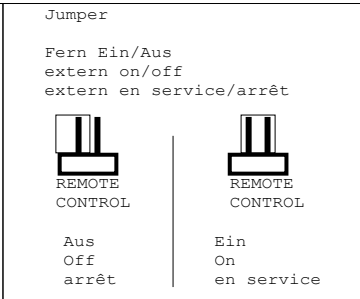 Jumper
Fern Ein/Aus
extern on/off
extern en service/arrêt
REMOTE
CONTROL
REMOTE
CONTROL
Aus
Off
arrêt
Ein
On
en service